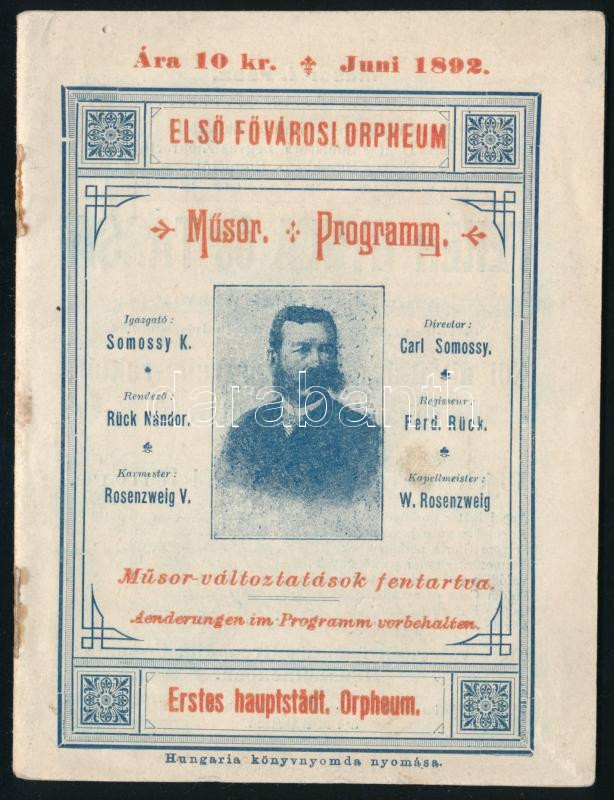 Ára 10 kr. Juni 1892.
ELSŐ FŐVÁROSI ORPHEUM
Műsor. Programm.
Igazgató:
Somossy K.
Rendező:
Rück Nándor.
Karmester:
Rosenzweig V.
Director:
Carl Somossy.
Regisseur:
Ferd. Rück.
Kapellmeister:
W. Rosenzweig
darabanth
Műsor-változtatások fentartva.
Aenderungen im Programm vorbehalten.
Erstes hauptstädt. Orpheum.
Hungaria könyvnyomda nyomása.